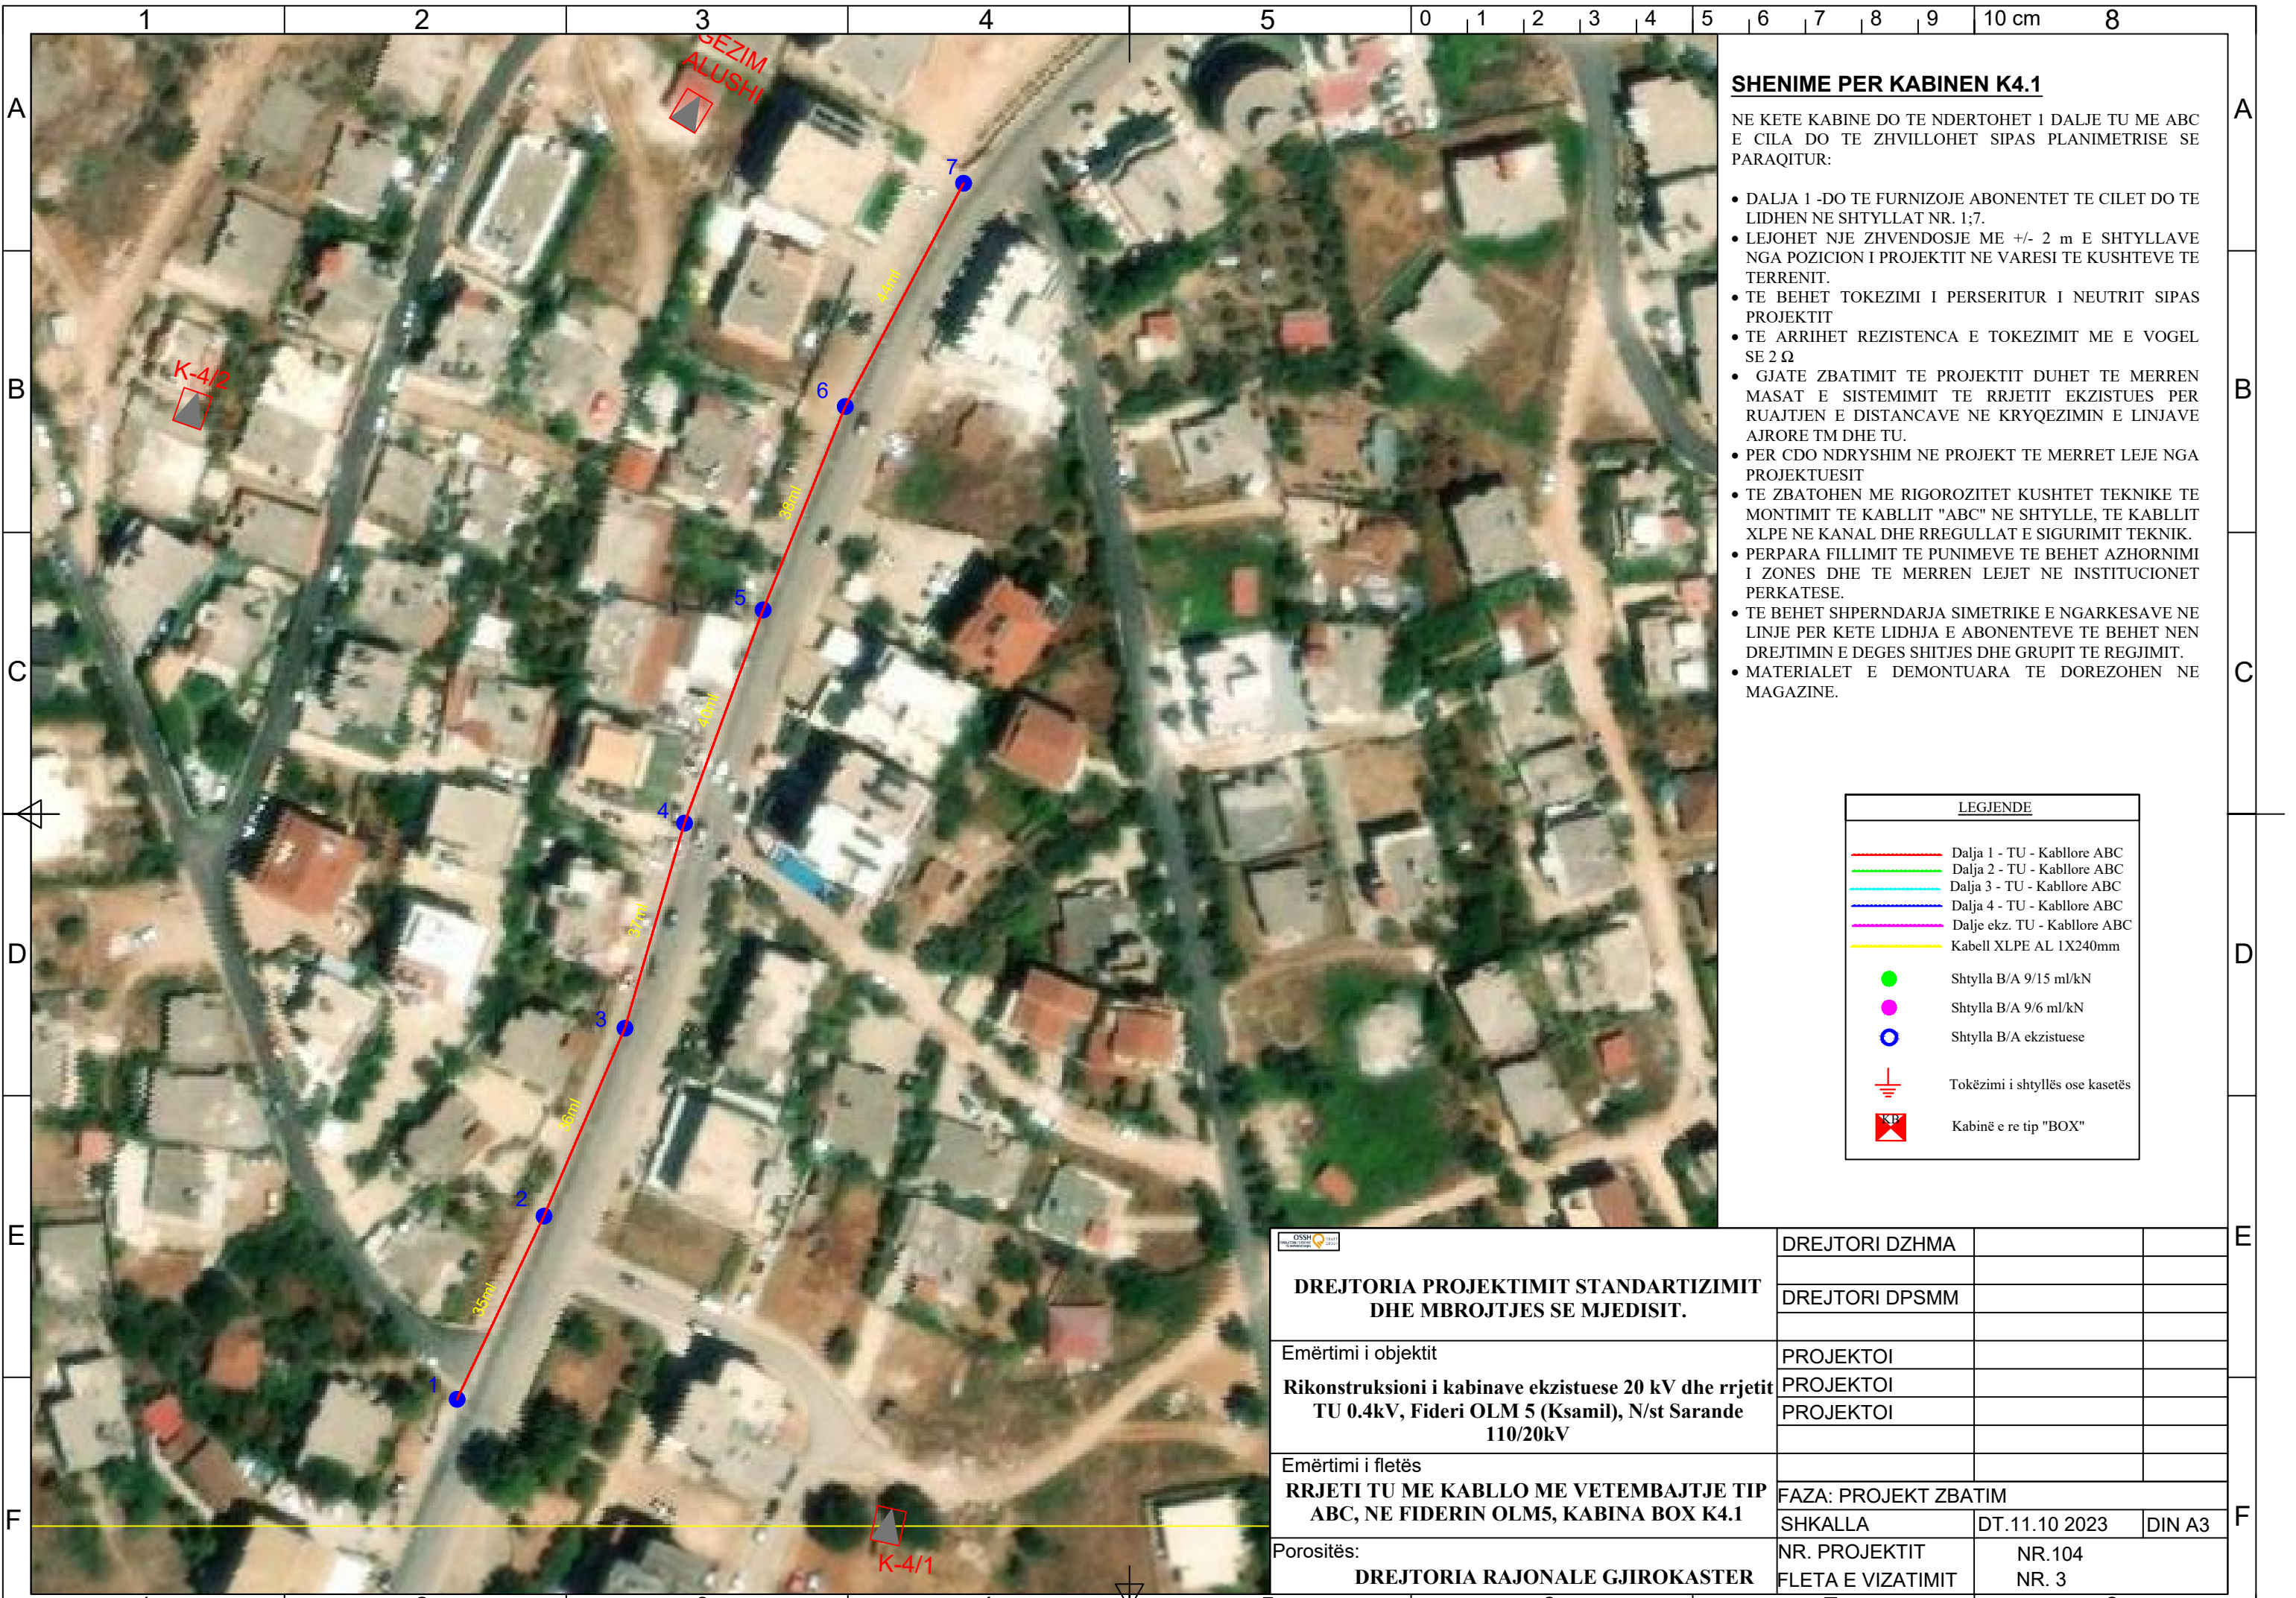 1 2 3 4 5 0 1 2 3 4 5 6 7 8 9 10 cm 8
A
B
C
D
E
F
A
B
C
D
E
F
GEZIM
ALUSHI
K-4/2
K-4/1
7
44ml
6
38ml
5
40ml
4
37ml
3
36ml
2
35ml
1
SHENIME PER KABINEN K4.1
NE KETE KABINE DO TE NDERTOHET 1 DALJE TU ME ABC
E CILA DO TE ZHVILLOHET SIPAS PLANIMETRISE SE
PARAQITUR:
• DALJA 1 -DO TE FURNIZOJE ABONENTET TE CILET DO TE
LIDHEN NE SHTYLLAT NR. 1;7.
• LEJOHET NJE ZHVENDOSJE ME +/- 2 m E SHTYLLAVE
NGA POZICION I PROJEKTIT NE VARESI TE KUSHTEVE TE
TERRENIT.
• TE BEHET TOKEZIMI I PERSERITUR I NEUTRIT SIPAS
PROJEKTIT
• TE ARRIHET REZISTENCA E TOKEZIMIT ME E VOGEL
SE 2 Ω
• GJATE ZBATIMIT TE PROJEKTIT DUHET TE MERREN
MASAT E SISTEMIMIT TE RRJETIT EKZISTUES PER
RUAJTJEN E DISTANCAVE NE KRYQEZIMIN E LINJAVE
AJRORE TM DHE TU.
• PER CDO NDRYSHIM NE PROJEKT TE MERRET LEJE NGA
PROJEKTUESIT
• TE ZBATOHEN ME RIGOROZITET KUSHTET TEKNIKE TE
MONTIMIT TE KABLLIT "ABC" NE SHTYLLE, TE KABLLIT
XLPE NE KANAL DHE RREGULLAT E SIGURIMIT TEKNIK.
• PERPARA FILLIMIT TE PUNIMEVE TE BEHET AZHORNIMI
I ZONES DHE TE MERREN LEJET NE INSTITUCIONET
PERKATESE.
• TE BEHET SHPERNDARJA SIMETRIKE E NGARKESAVE NE
LINJE PER KETE LIDHJA E ABONENTEVE TE BEHET NEN
DREJTIMIN E DEGES SHITJES DHE GRUPIT TE REGJIMIT.
• MATERIALET E DEMONTUARA TE DOREZOHEN NE
MAGAZINE.
LEGJENDE
Dalja 1 - TU - Kabllore ABC
Dalja 2 - TU - Kabllore ABC
Dalja 3 - TU - Kabllore ABC
Dalja 4 - TU - Kabllore ABC
Dalje ekz. TU - Kabllore ABC
Kabell XLPE AL 1X240mm
Shtylla B/A 9/15 ml/kN
Shtylla B/A 9/6 ml/kN
Shtylla B/A ekzistuese
Tokëzimi i shtyllës ose kasetës
KB
Kabinë e re tip "BOX"
OSSH
DREJTORIA PROJEKTIMIT STANDARTIZIMIT
DHE MBROJTJES SE MJEDISIT.
Emërtimi i objektit
Rikonstruksioni i kabinave ekzistuese 20 kV dhe rrjetit
TU 0.4kV, Fideri OLM 5 (Ksamil), N/st Sarande
110/20kV
Emërtimi i fletës
RRJETI TU ME KABLLO ME VETEMBAJTJE TIP
ABC, NE FIDERIN OLM5, KABINA BOX K4.1
Porositës:
DREJTORIA RAJONALE GJIROKASTER
DREJTORI DZHMA
DREJTORI DPSMM
PROJEKTOI
PROJEKTOI
PROJEKTOI
FAZA: PROJEKT ZBATIM
SHKALLA DT.11.10 2023 DIN A3
NR. PROJEKTIT NR.104
FLETA E VIZATIMIT NR. 3